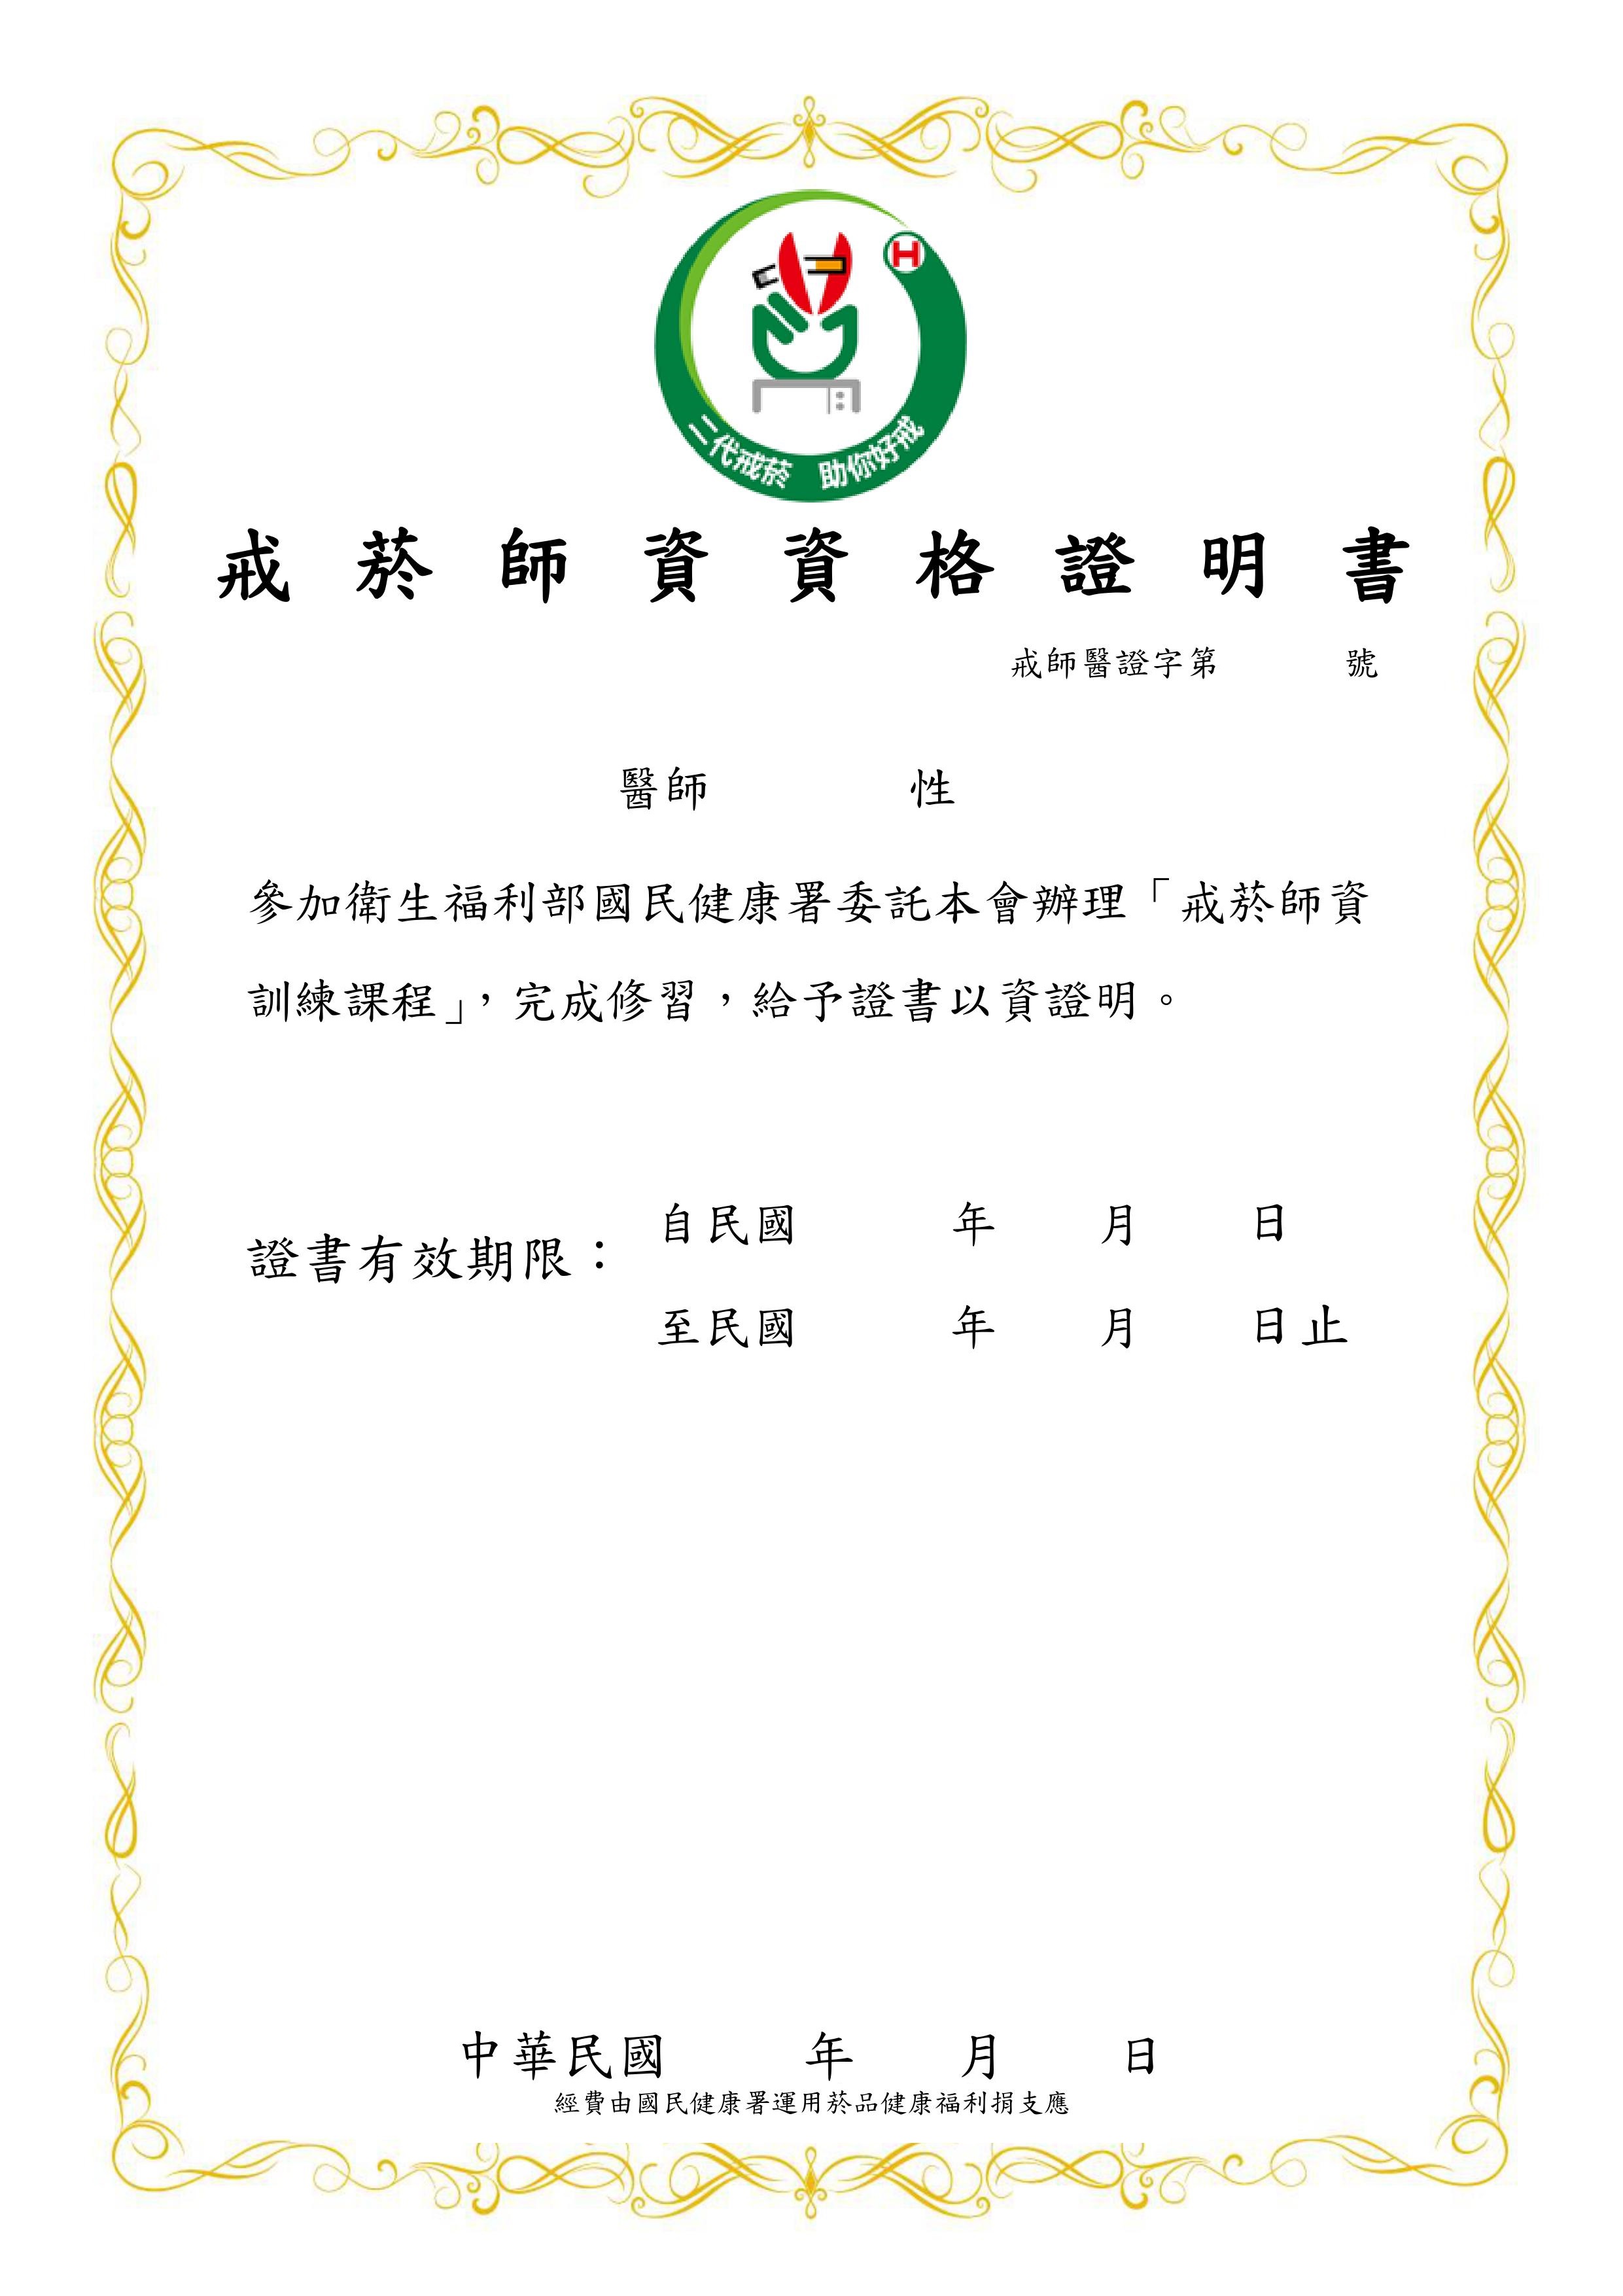 H
二代戒菸 助你好戒
戒菸師資資格證明書
戒師醫證字第 號
醫師 性
參加衛生福利部國民健康署委託本會辦理「戒菸師資
訓練課程」，完成修習，給予證書以資證明。
證書有效期限：
自民國 年 月 日
至民國 年 月 日止
中華民國 年 月 日
經費由國民健康署運用菸品健康福利捐支應